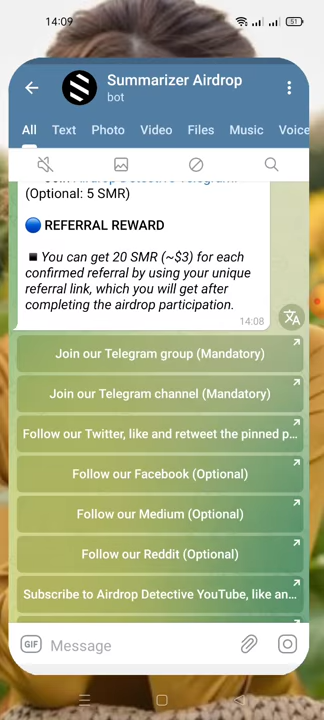 14:09
51
Summarizer Airdrop
bot
All Text Photo Video Files Music Voice
(Optional: 5 SMR)
REFERRAL REWARD
You can get 20 SMR (~$3) for each
confirmed referral by using your unique
referral link, which you will get after
completing the airdrop participation.
14:08
Join our Telegram group (Mandatory)
Join our Telegram channel (Mandatory)
Follow our Twitter, like and retweet the pinned p...
Follow our Facebook (Optional)
Follow our Medium (Optional)
Follow our Reddit (Optional)
Subscribe to Airdrop Detective YouTube, like an...
GIF Message